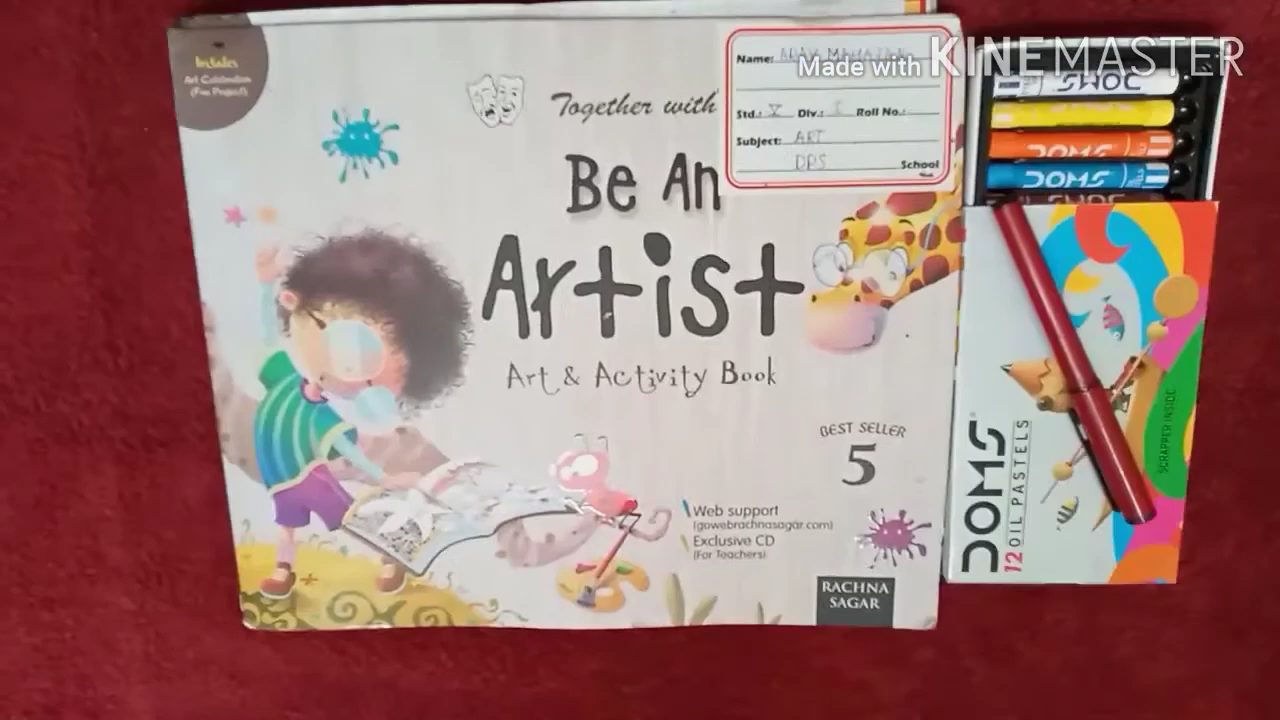 Includes
Art Celebration
(Free Project)
Together with
Be An
Artist
Art & Activity Book
BEST SELLER
5
Web support
(gowebrachnasagar.com)
Exclusive CD
(For Teachers)
RACHNA
SAGAR
Name:
Std.: V Div.: Roll No.:
Subject: ART
DPS School
Made with KINEMASTER
DOMS
DOMS
DOMS
DOMS
DOMS
12 OIL PASTELS
SCRAPPER INSIDE